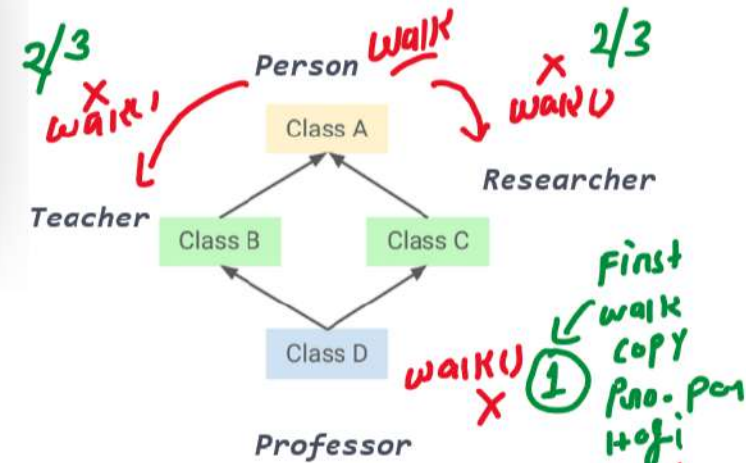 2/3
Person walk
2/3
walk()
x
x
walk()
Class A
Researcher
Teacher
Class B
Class C
First
walk
copy
Class D
walk()
1
x
Professor